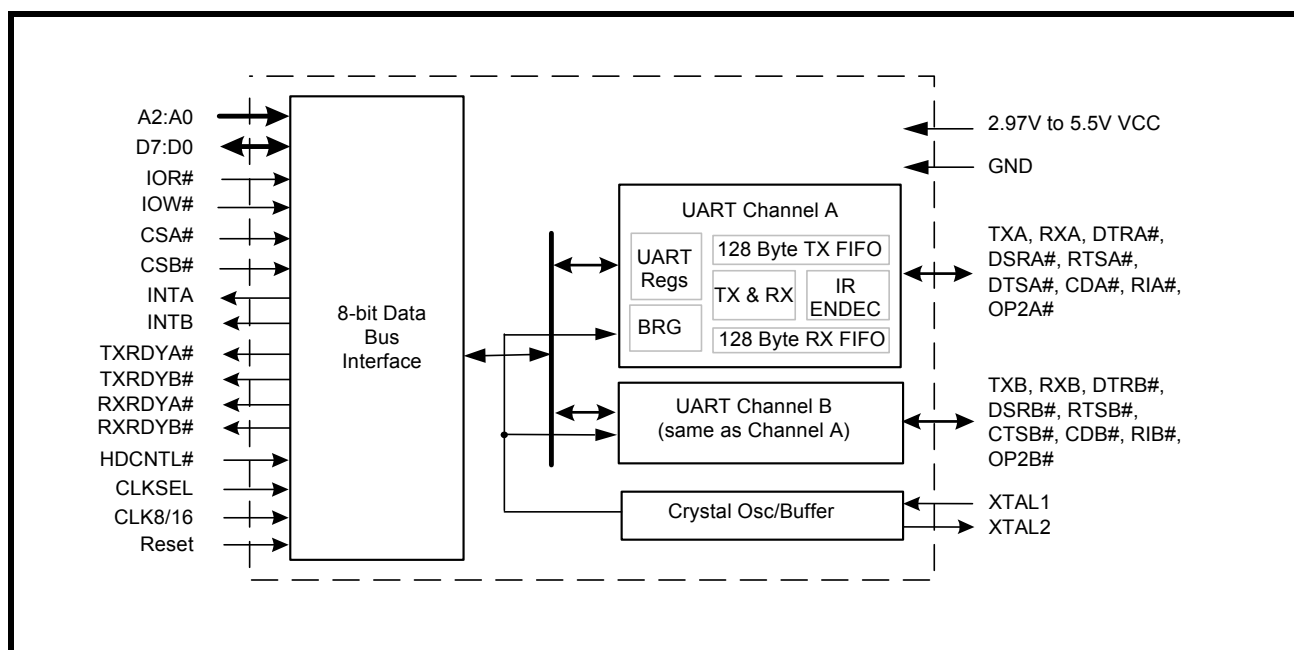 A2:A0
D7:D0
IOR#
IOW#
CSA#
CSB#
INTA
INTB
TXRDYA#
TXRDYB#
RXRDYA#
RXRDYB#
HDCNTL#
CLKSEL
CLK8/16
Reset
8-bit Data
Bus
Interface
UART Channel A
UART
Regs
BRG
128 Byte TX FIFO
TX & RX
IR
ENDEC
128 Byte RX FIFO
UART Channel B
(same as Channel A)
Crystal Osc/Buffer
2.97V to 5.5V VCC
GND
TXA, RXA, DTRA#,
DSRA#, RTSA#,
DTSA#, CDA#, RIA#,
OP2A#
TXB, RXB, DTRB#,
DSRB#, RTSB#,
CTSB#, CDB#, RIB#,
OP2B#
XTAL1
XTAL2